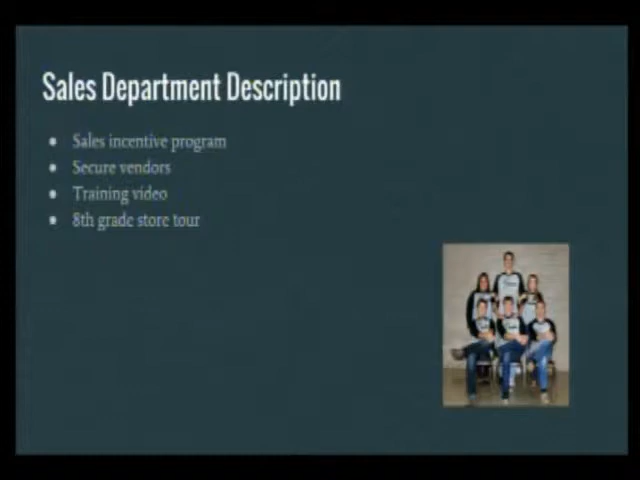 Sales Department Description
● Sales incentive program
● Secure vendors
● Training video
● 8th grade store tour